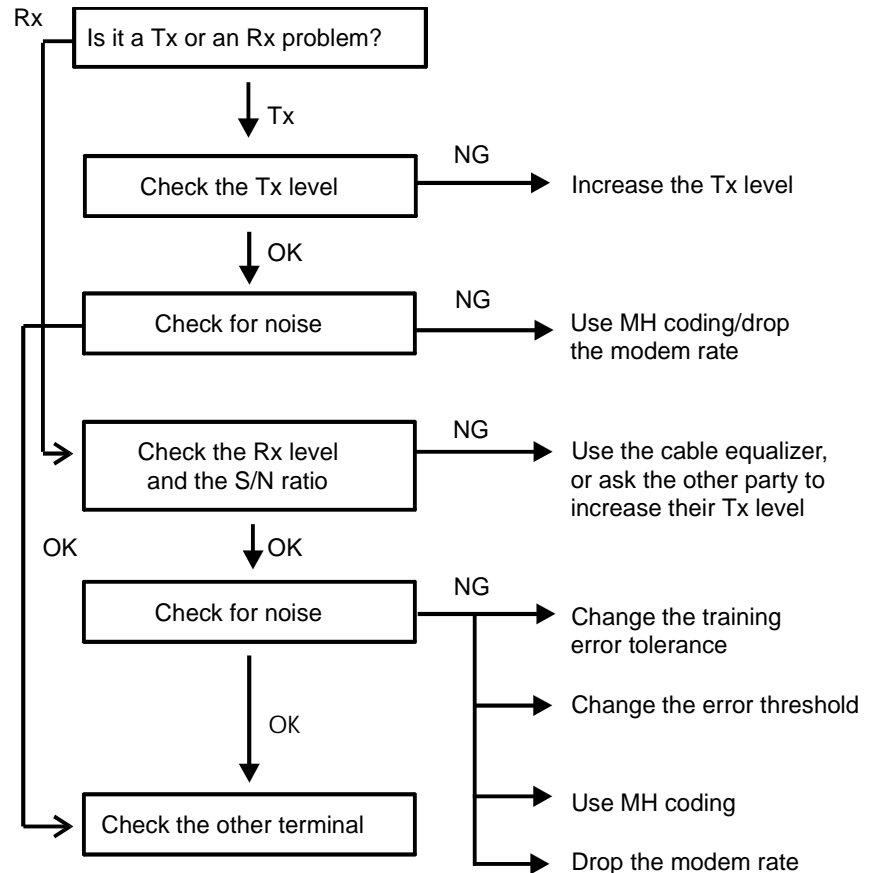 Rx
Is it a Tx or an Rx problem?
Tx
Check the Tx level
NG
Increase the Tx level
OK
Check for noise
NG
Use MH coding/drop
the modem rate
Check the Rx level
and the S/N ratio
NG
Use the cable equalizer,
or ask the other party to
increase their Tx level
OK
OK
Check for noise
NG
Change the training
error tolerance
Change the error threshold
OK
Use MH coding
Check the other terminal
Drop the modem rate